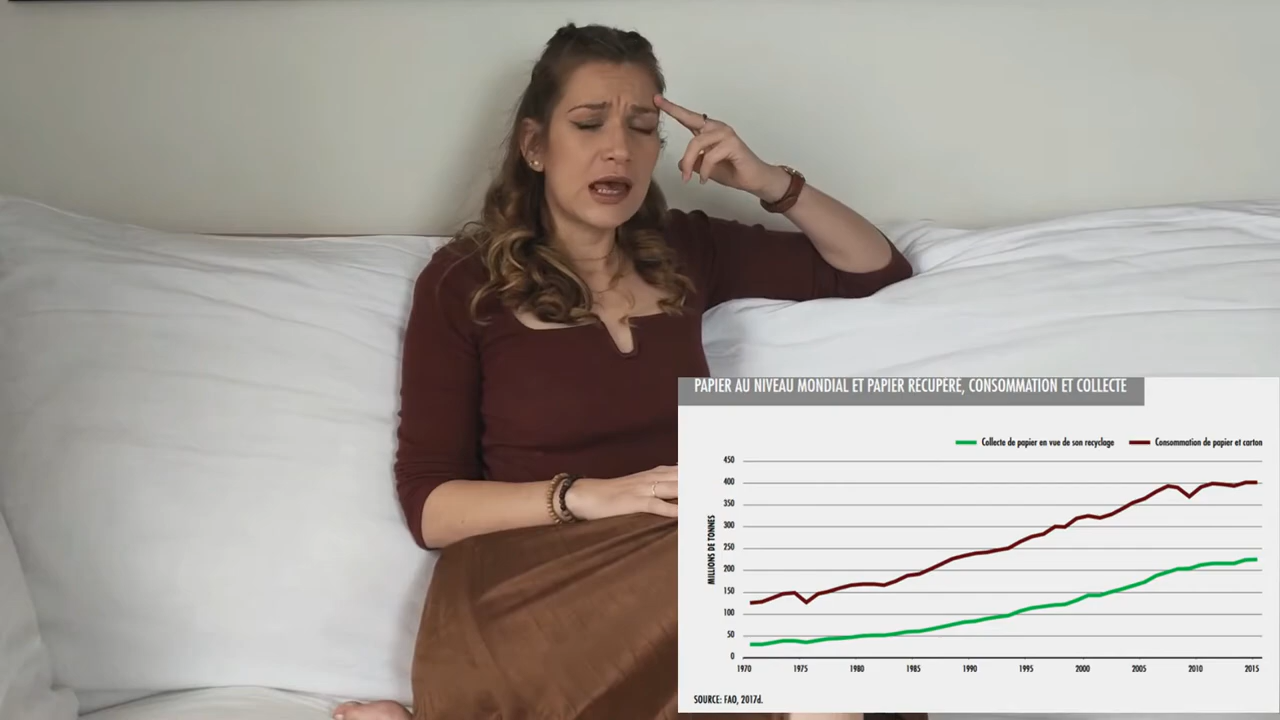 PAPIER AU NIVEAU MONDIAL ET PAPIER RÉCUPÉRÉ, CONSOMMATION ET COLLECTE
Collecte de papier en vue de son recyclage Consommation de papier et carton
MILLIONS DE TONNES
450
400
350
300
250
200
150
100
50
0
1970 1975 1980 1985 1990 1995 2000 2005 2010 2015
SOURCE: FAO, 2017d.